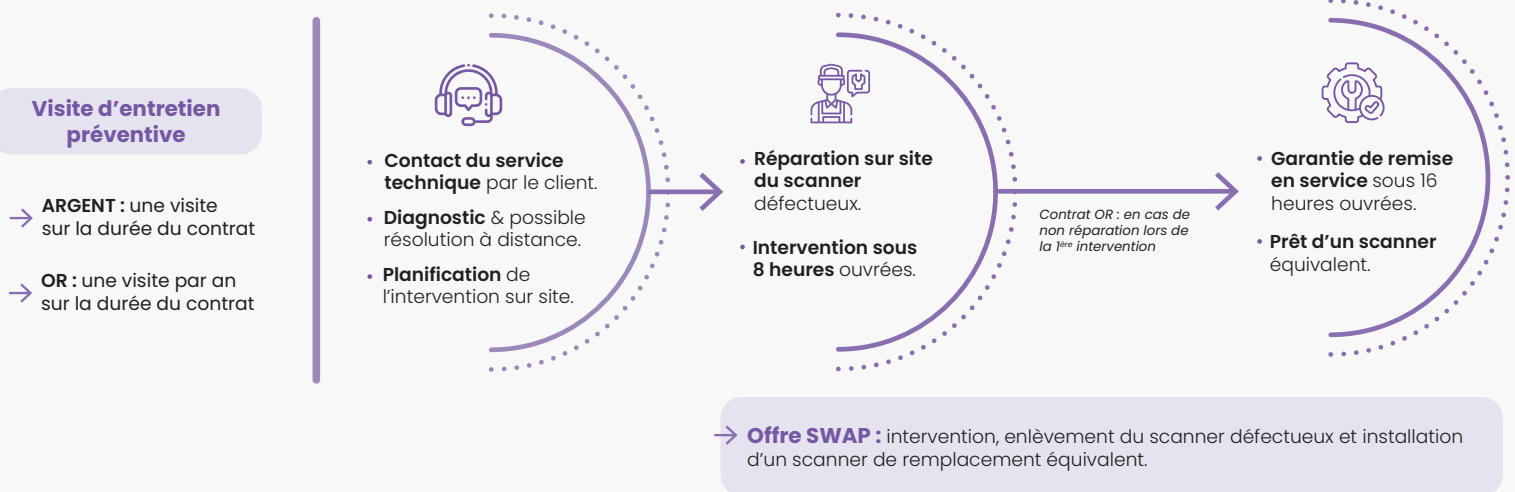 Visite d’entretien
préventive
ARGENT : une visite
sur la durée du contrat
OR : une visite par an
sur la durée du contrat
• Contact du service
technique par le client.
• Diagnostic & possible
résolution à distance.
• Planification de
l’intervention sur site.
• Réparation sur site
du scanner
défectueux.
• Intervention sous
8 heures ouvrées.
Contrat OR : en cas de
non réparation lors de
la 1ère intervention
• Garantie de remise
en service sous 16
heures ouvrées.
• Prêt d’un scanner
équivalent.
Offre SWAP : intervention, enlèvement du scanner défectueux et installation
d’un scanner de remplacement équivalent.